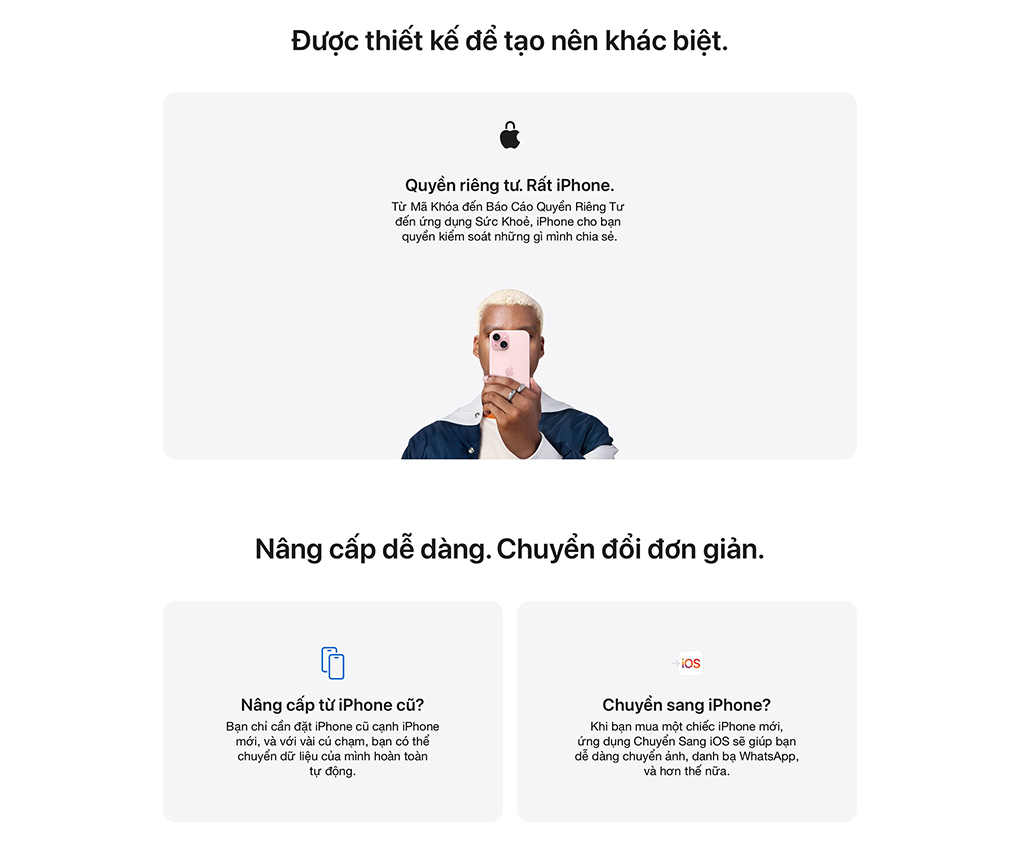 Được thiết kế để tạo nên khác biệt.
Quyền riêng tư. Rất iPhone.
Từ Mã Khóa đến Báo Cáo Quyền Riêng Tư
đến ứng dụng Sức Khoẻ, iPhone cho bạn
quyền kiểm soát những gì mình chia sẻ.
Nâng cấp dễ dàng. Chuyển đổi đơn giản.
Nâng cấp từ iPhone cũ?
Bạn chỉ cần đặt iPhone cũ cạnh iPhone
mới, và với vài cú chạm, bạn có thể
chuyển dữ liệu của mình hoàn toàn
tự động.
iOS
Chuyển sang iPhone?
Khi bạn mua một chiếc iPhone mới,
ứng dụng Chuyển Sang iOS sẽ giúp bạn
dễ dàng chuyển ảnh, danh bạ WhatsApp,
và hơn thế nữa.